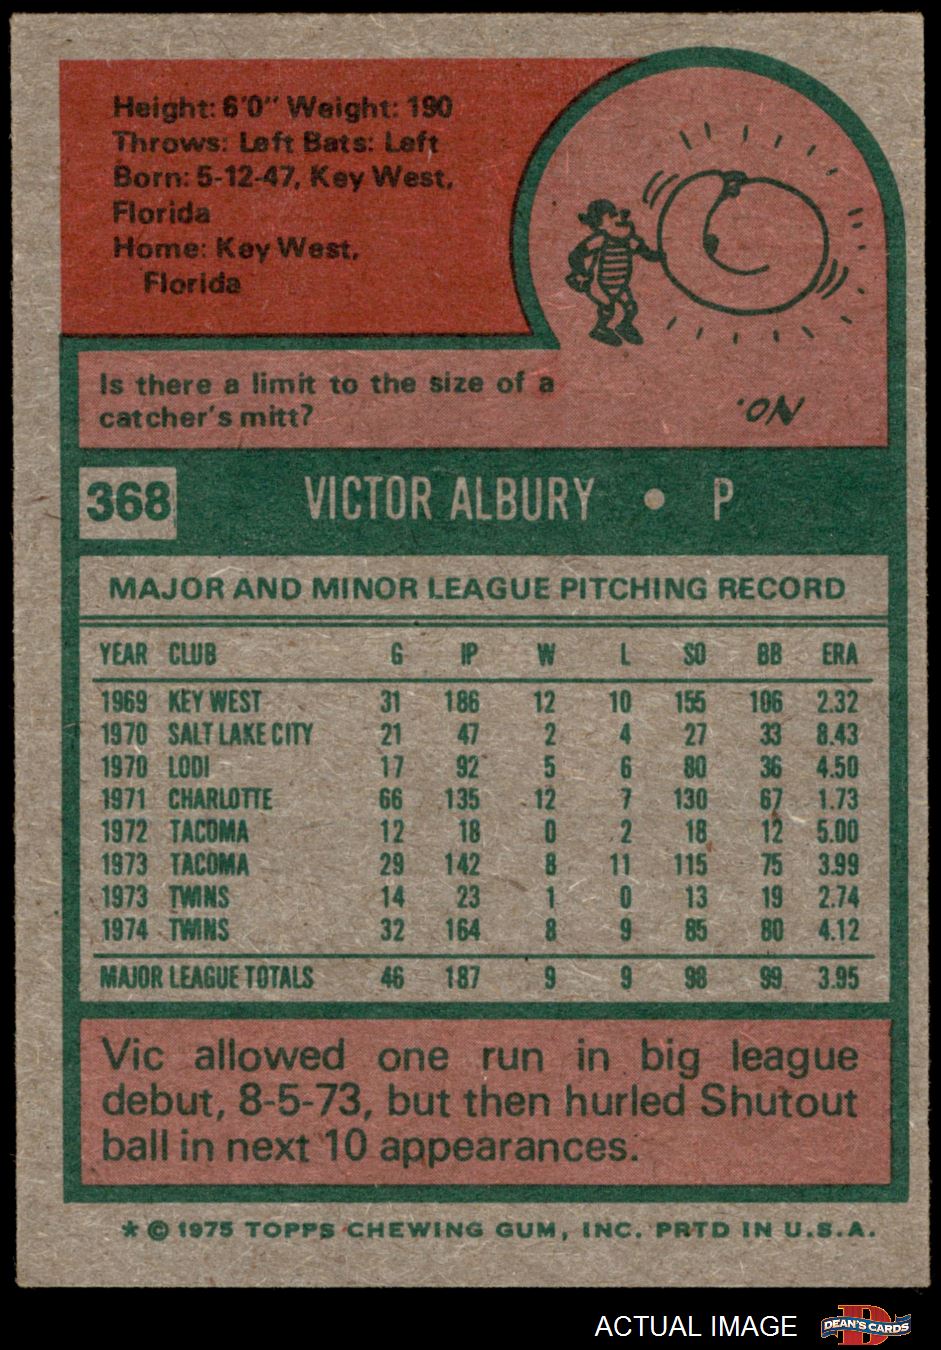 Height: 6'0" Weight: 190
Throws: Left Bats: Left
Born: 5-12-47, Key West,
Florida
Home: Key West,
Florida
Is there a limit to the size of a
catcher's mitt?
NO.
368 VICTOR ALBURY • P
MAJOR AND MINOR LEAGUE PITCHING RECORD
YEAR CLUB G IP W L SO BB ERA
1969 KEY WEST 31 186 12 10 155 106 2.32
1970 SALT LAKE CITY 21 47 2 4 27 33 8.43
1970 LODI 17 92 5 6 80 36 4.50
1971 CHARLOTTE 66 135 12 7 130 67 1.73
1972 TACOMA 12 18 0 2 18 12 5.00
1973 TACOMA 29 142 8 11 115 75 3.99
1973 TWINS 14 23 1 0 13 19 2.74
1974 TWINS 32 164 8 9 85 80 4.12
MAJOR LEAGUE TOTALS 46 187 9 9 98 99 3.95
Vic allowed one run in big league
debut, 8-5-73, but then hurled Shutout
ball in next 10 appearances.
* © 1975 TOPPS CHEWING GUM, INC. PRTD IN U.S.A.
ACTUAL IMAGE DEAN'S CARDS